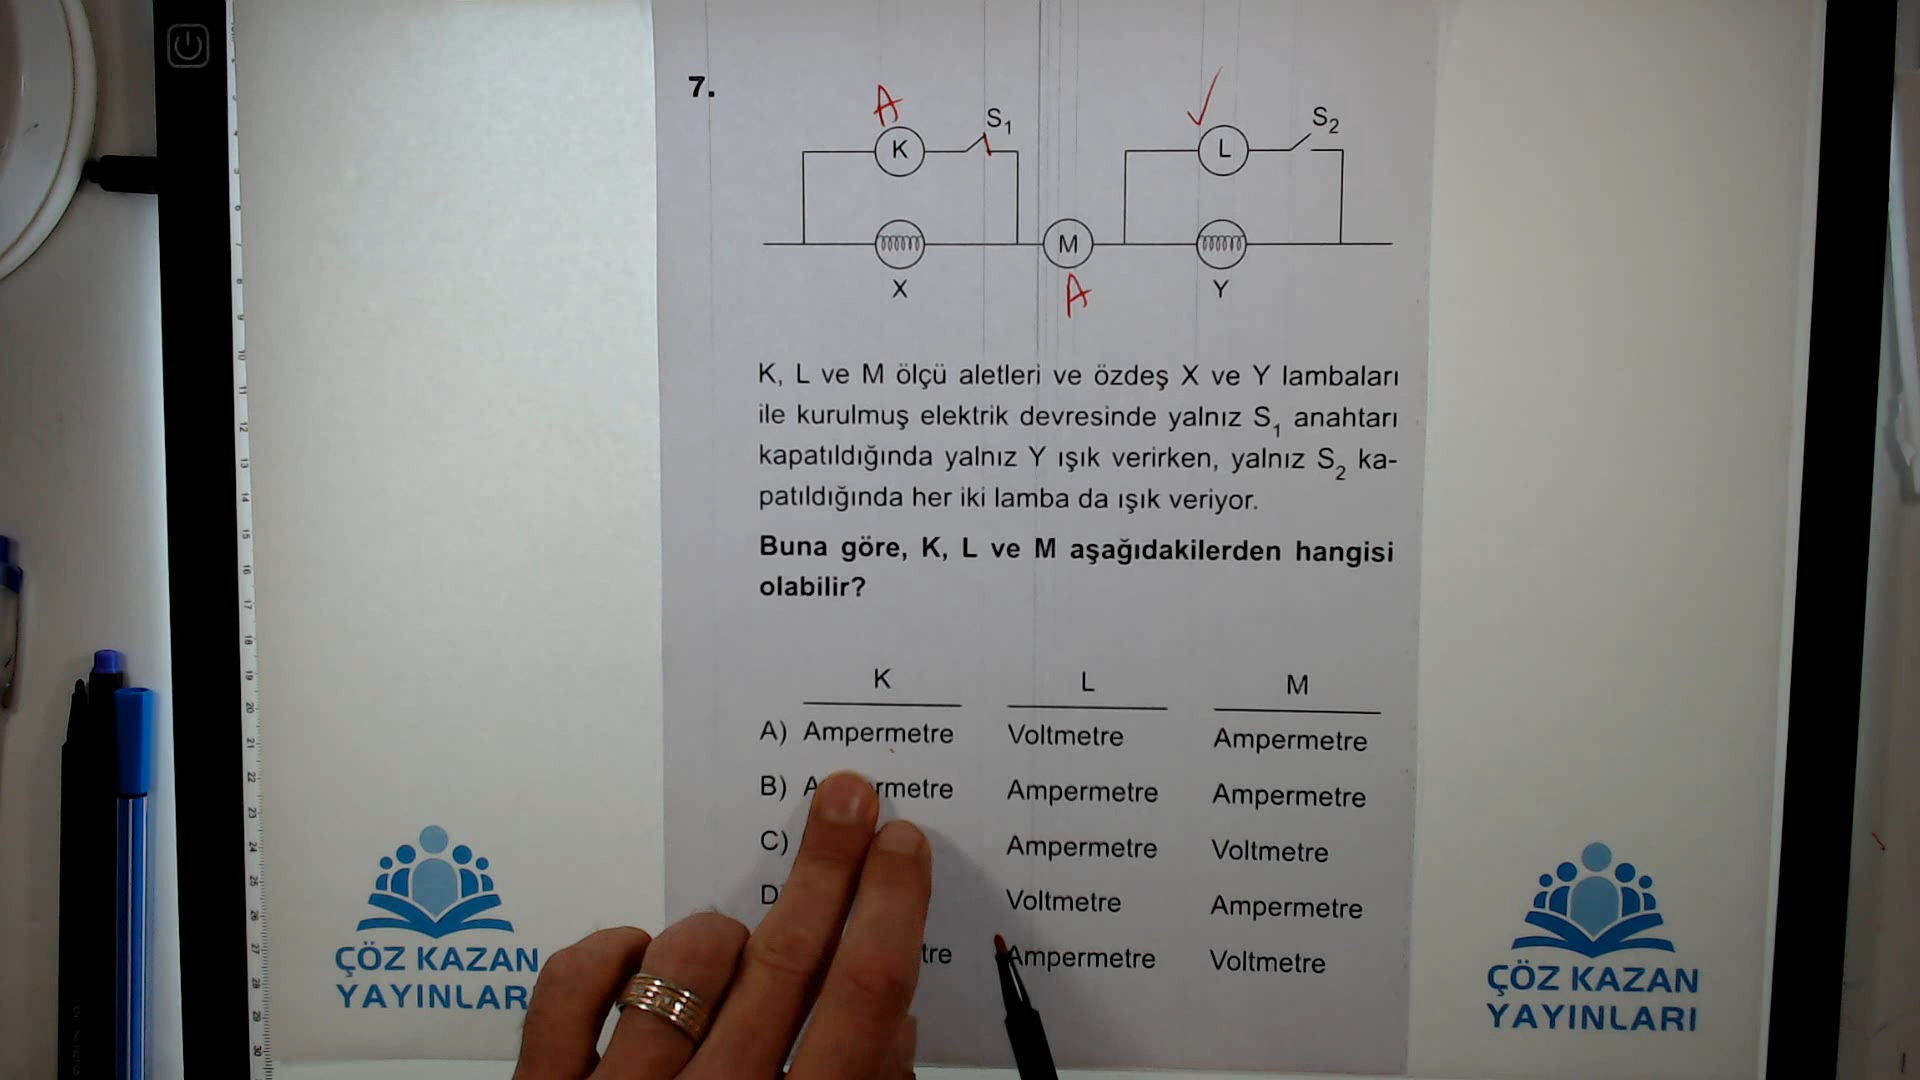 7.
A
✓
S1
S2
K
L
M
X
A
Y
K, L ve M ölçü aletleri ve özdeş X ve Y lambaları
ile kurulmuş elektrik devresinde yalnız S1 anahtarı
kapatıldığında yalnız Y ışık verirken, yalnız S2 ka-
patıldığında her iki lamba da ışık veriyor.
Buna göre, K, L ve M aşağıdakilerden hangisi
olabilir?
K L M
A) Ampermetre Voltmetre Ampermetre
B) Ampermetre Ampermetre
C) Ampermetre Voltmetre
D) Voltmetre Ampermetre
Ampermetre Voltmetre
ÇÖZ KAZAN
YAYINLARI
ÇÖZ KAZAN
YAYINLARI